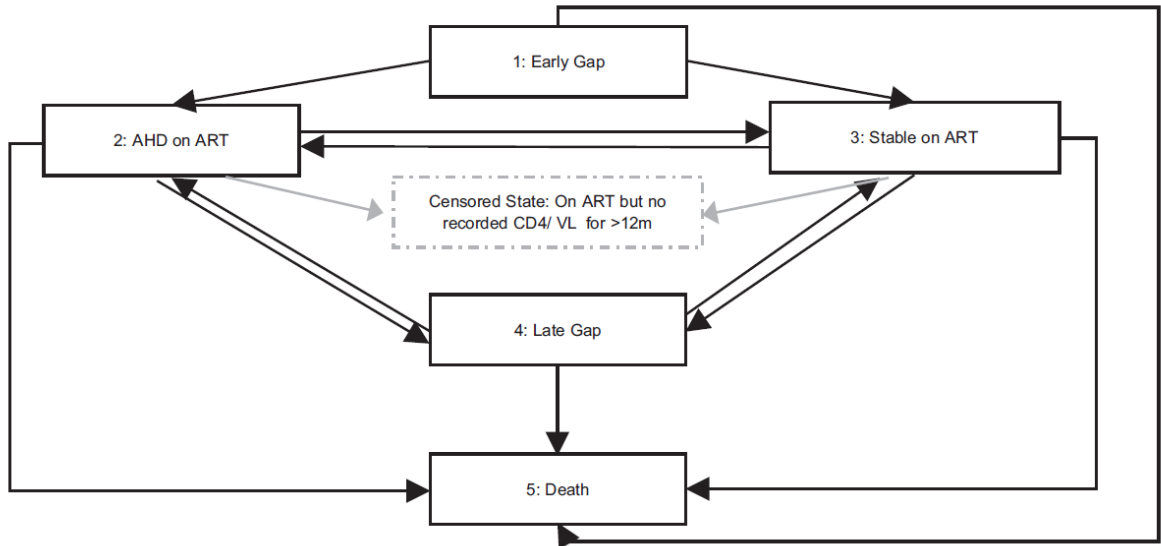 1: Early Gap
2: AHD on ART
3: Stable on ART
Censored State: On ART but no
recorded CD4/ VL for >12m
4: Late Gap
5: Death